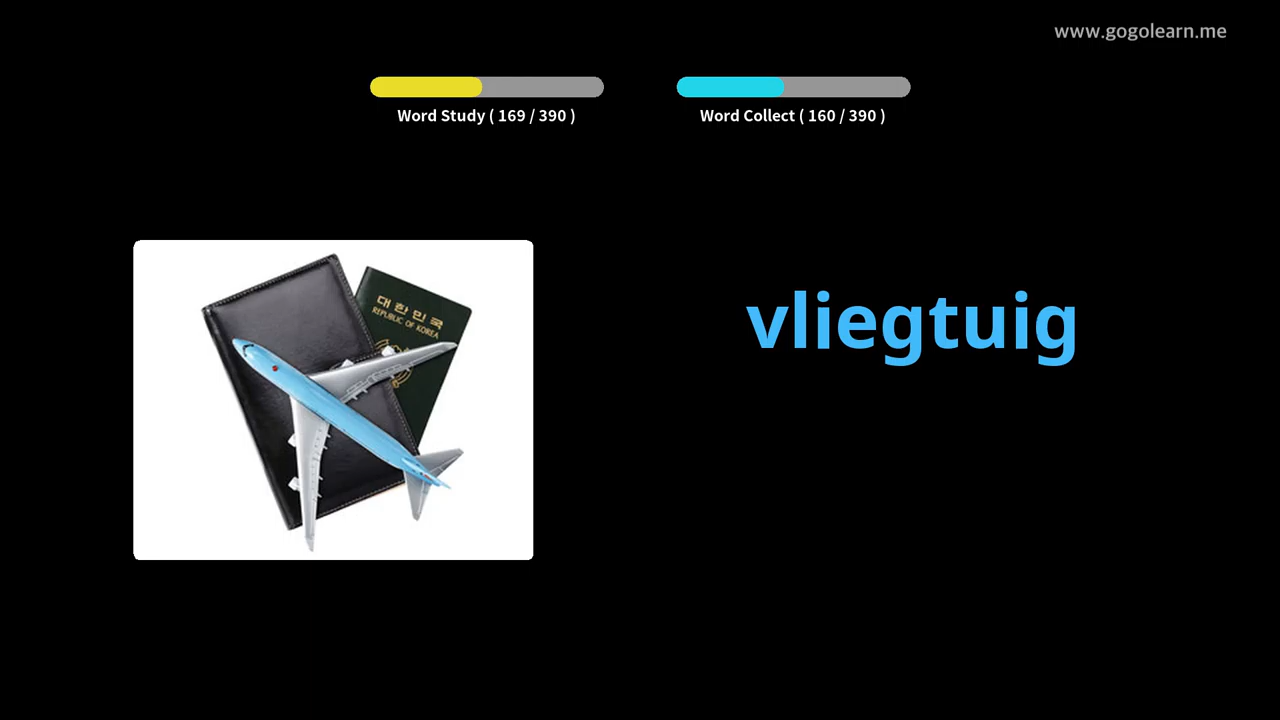 www.gogolearn.me
Word Study ( 169 / 390 )
Word Collect ( 160 / 390 )
대한민국
REPUBLIC OF KOREA
vliegtuig